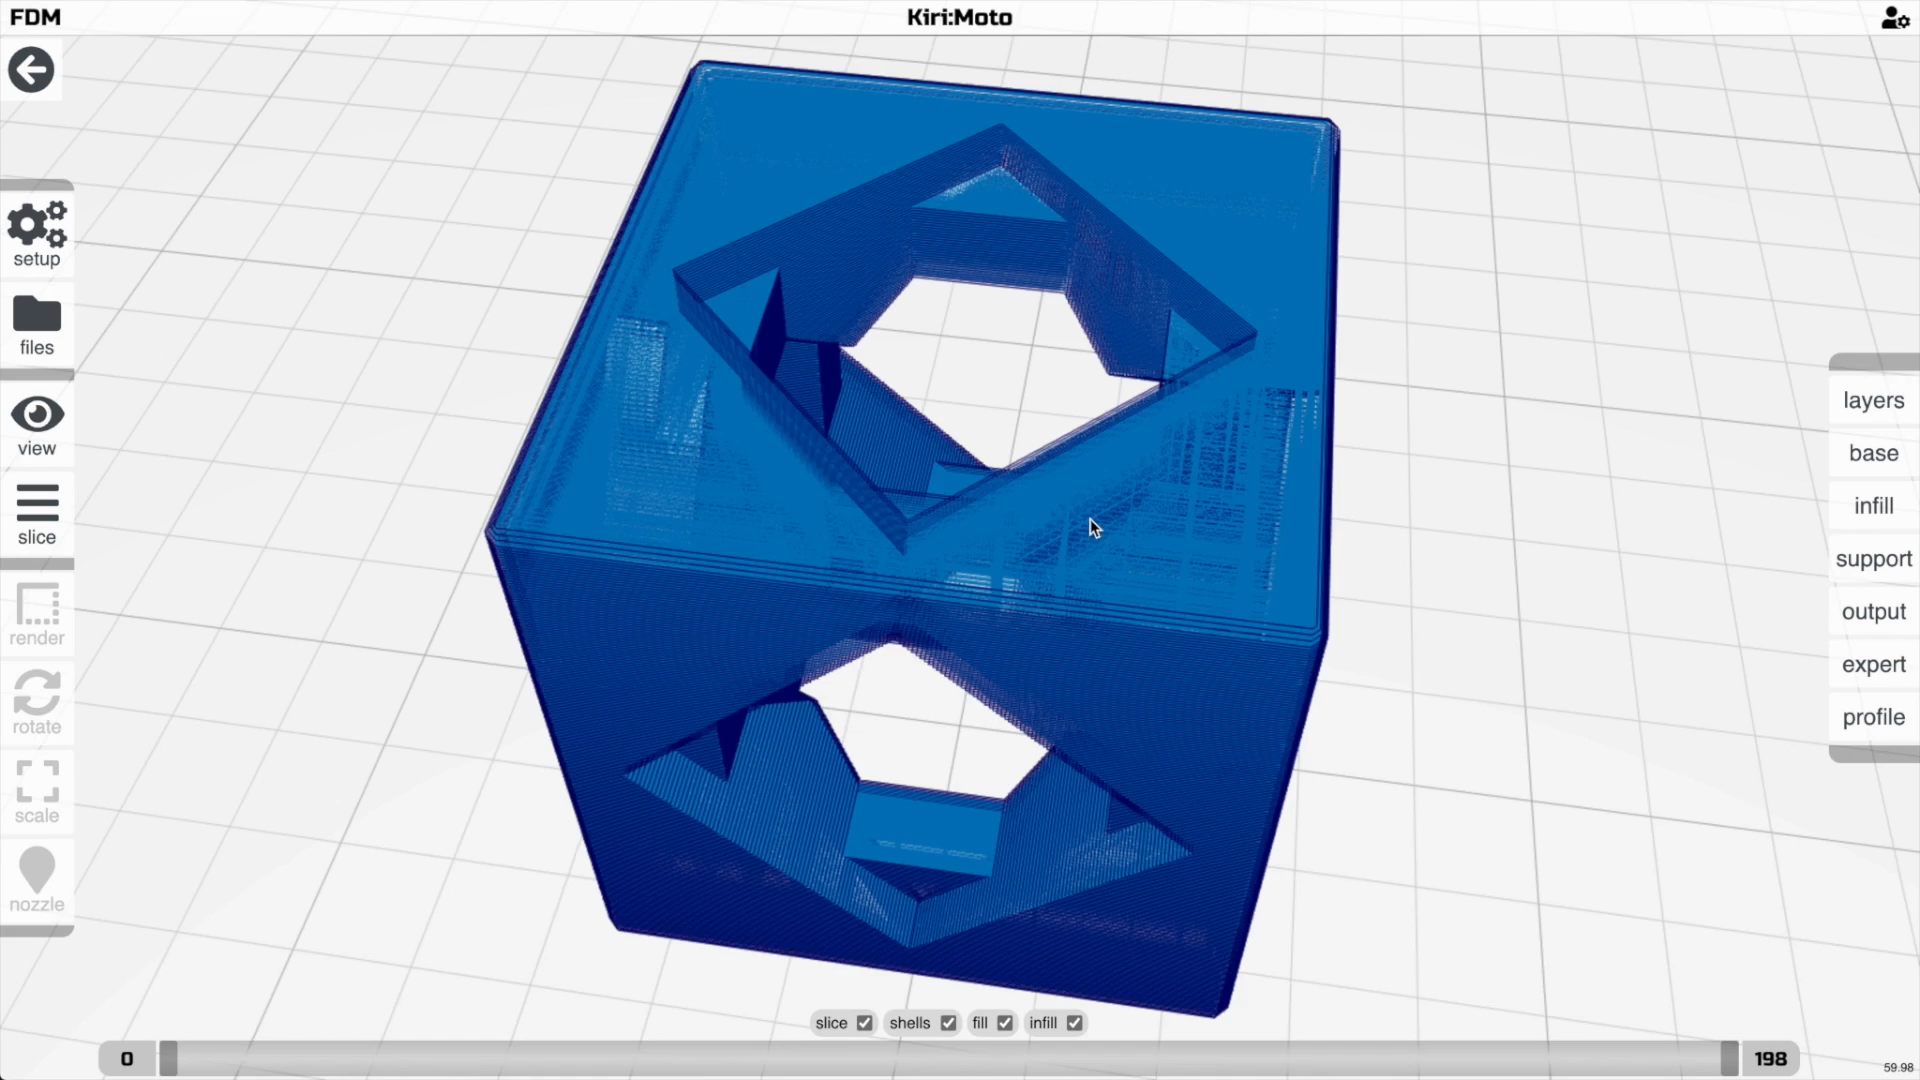 FDM
Kiri:Moto
setup
files
view
slice
render
rotate
scale
nozzle
layers
base
infill
support
output
expert
profile
slice shells fill infill
0
198
59.98